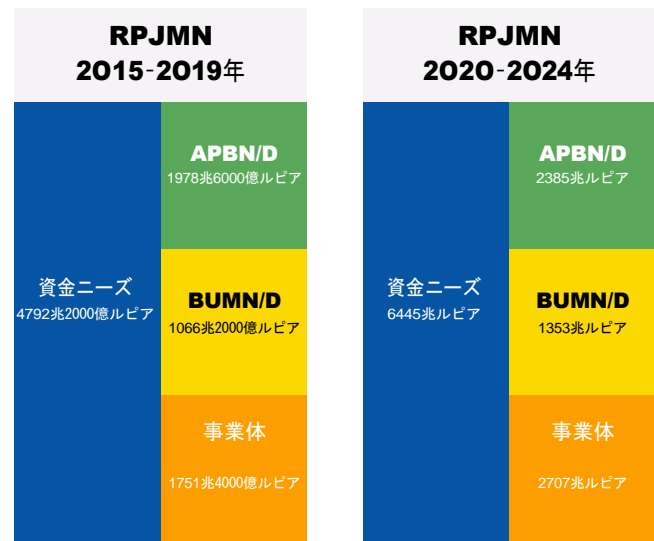 RPJMN
2015-2019年
資金ニーズ
4792兆2000億ルピア
APBN/D
1978兆6000億ルピア
BUMN/D
1066兆2000億ルピア
事業体
1751兆4000億ルピア
RPJMN
2020-2024年
資金ニーズ
6445兆ルピア
APBN/D
2385兆ルピア
BUMN/D
1353兆ルピア
事業体
2707兆ルピア